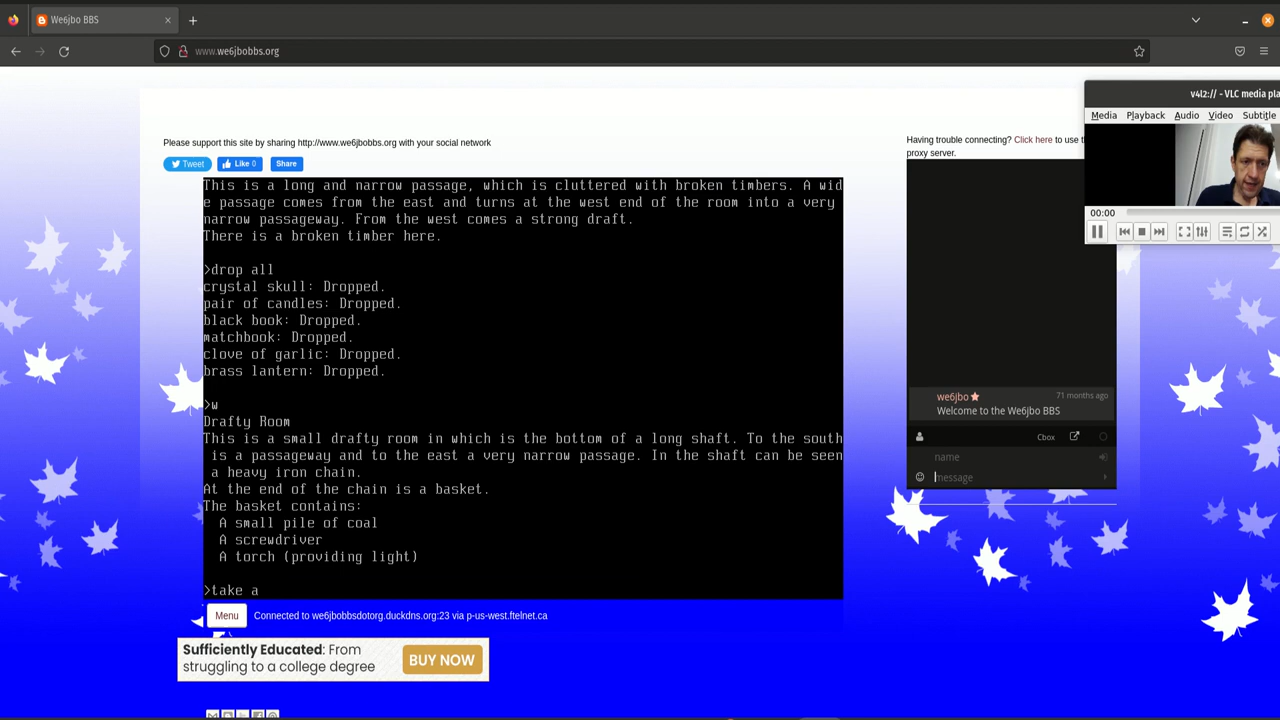 We6jbo BBS
www.we6jbobbs.org
v4l2:// - VLC media pla
Media Playback Audio Video Subtitle
00:00
Please support this site by sharing http://www.we6jbobbs.org with your social network
Tweet Like 0 Share
Having trouble connecting? Click here to use t
proxy server.
This is a long and narrow passage, which is cluttered with broken timbers. A wid
e passage comes from the east and turns at the west end of the room into a very
narrow passageway. From the west comes a strong draft.
There is a broken timber here.
>drop all
crystal skull: Dropped.
pair of candles: Dropped.
black book: Dropped.
matchbook: Dropped.
clove of garlic: Dropped.
brass lantern: Dropped.
>w
Drafty Room
This is a small drafty room in which is the bottom of a long shaft. To the south
is a passageway and to the east a very narrow passage. In the shaft can be seen
a heavy iron chain.
At the end of the chain is a basket.
The basket contains:
A small pile of coal
A screwdriver
A torch (providing light)
>take a
we6jbo 71 months ago
Welcome to the We6jbo BBS
Cbox
name
message
Menu Connected to we6jbobbsdotorg.duckdns.org:23 via p-us-west.ftelnet.ca
Sufficiently Educated: From
struggling to a college degree
BUY NOW